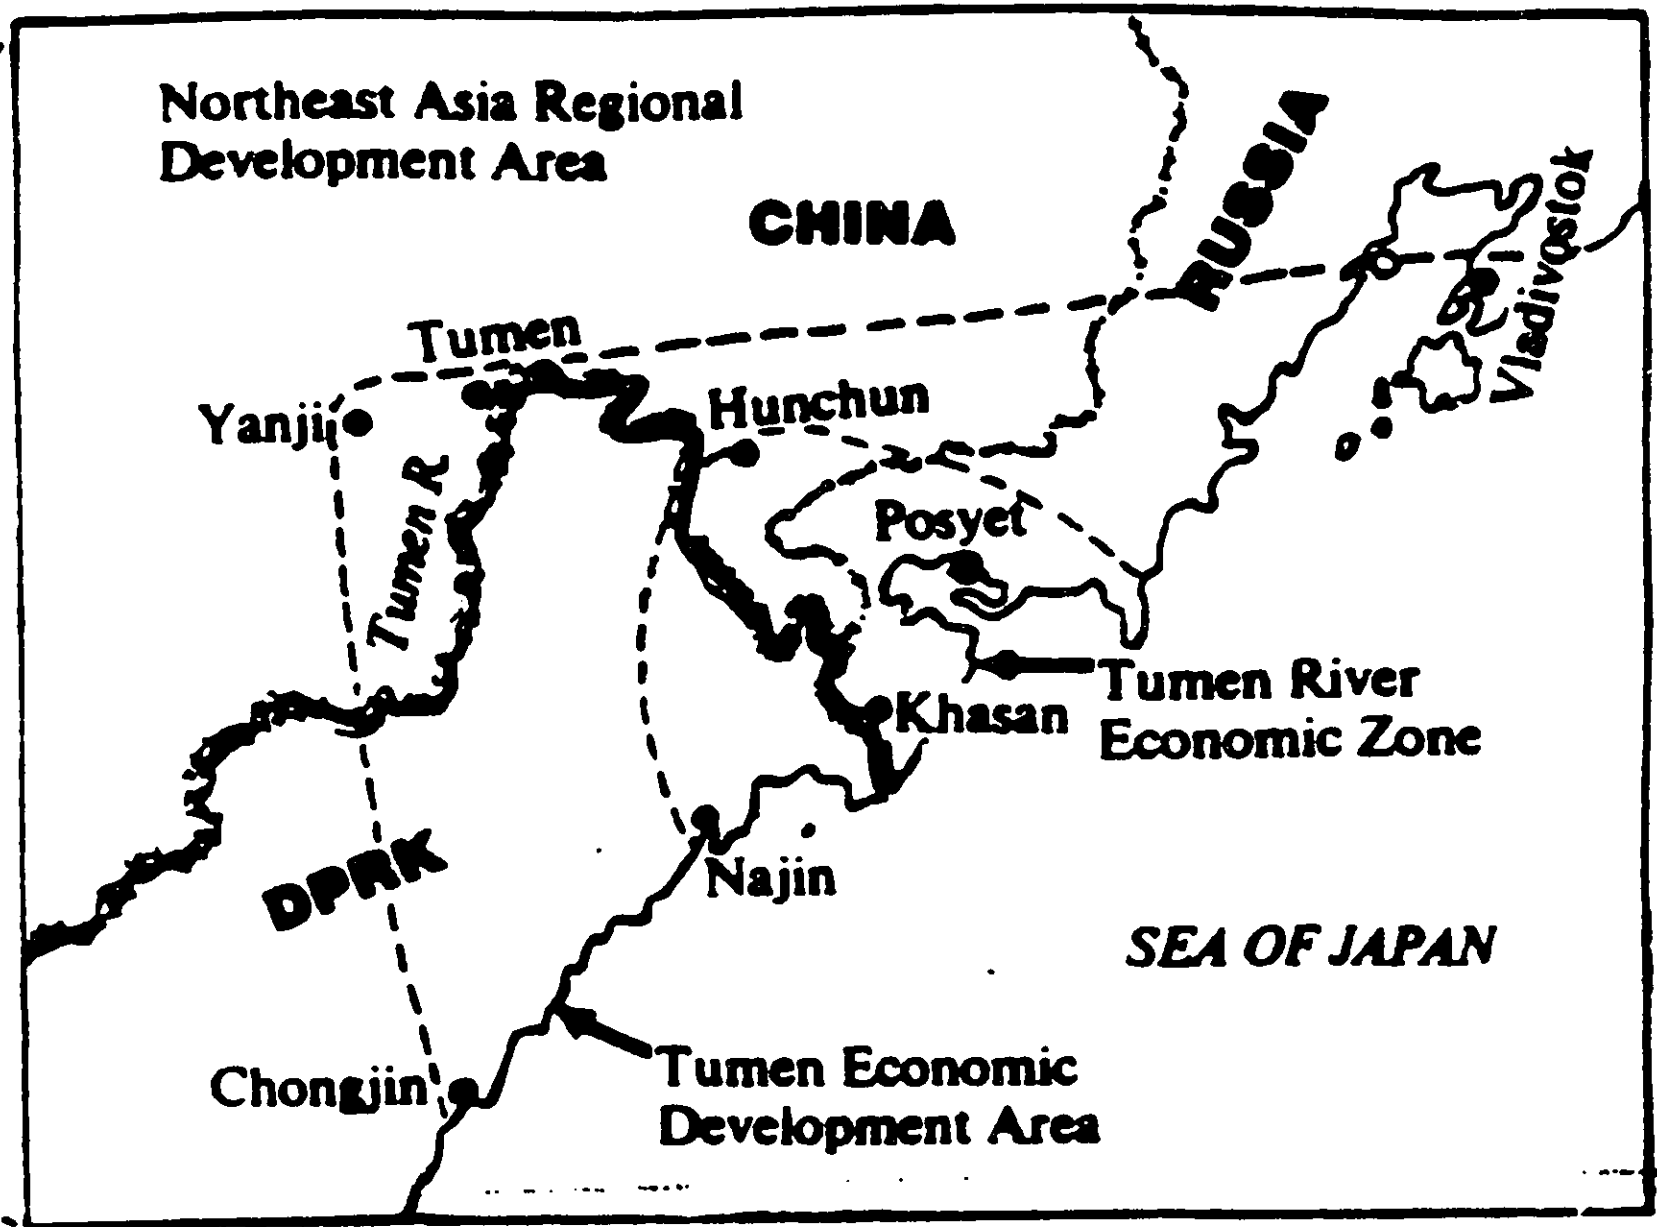 Northeast Asia Regional
Development Area
CHINA
RUSSIA
Vladivostok
Tumen
Yanji
Hunchun
Tumen R
Posyet
Tumen River
Economic Zone
Khasan
Najin
DPRK
SEA OF JAPAN
Chongjin
Tumen Economic
Development Area